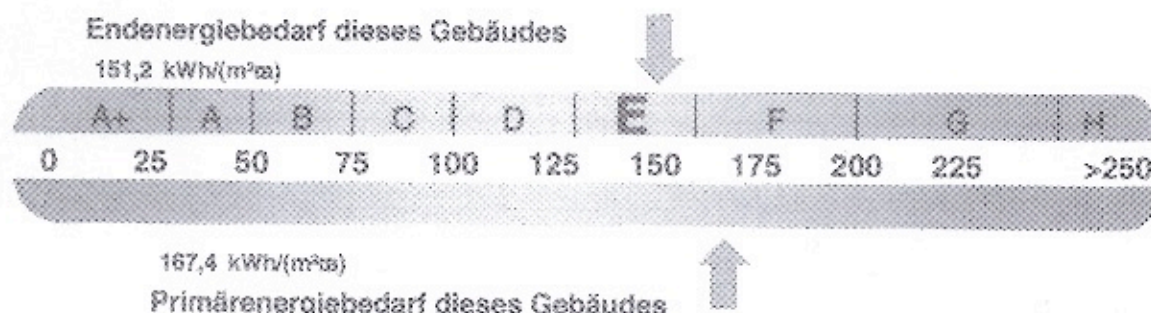 Endenergiebedarf dieses Gebäudes
151,2 kWh/(m²a)
A+ A B C D E F G H
0 25 50 75 100 125 150 175 200 225 >250
167,4 kWh/(m²a)
Primärenergiebedarf dieses Gebäudes